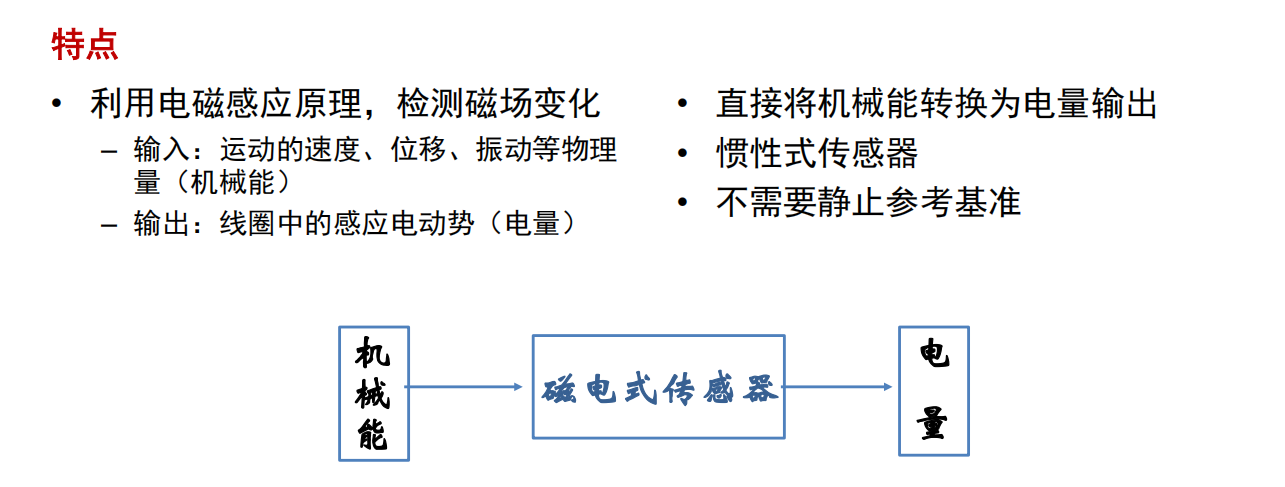 特点
• 利用电磁感应原理，检测磁场变化
– 输入：运动的速度、位移、振动等物理
量（机械能）
– 输出：线圈中的感应电动势（电量）
• 直接将机械能转换为电量输出
• 惯性式传感器
• 不需要静止参考基准
机械能
磁电式传感器
电量